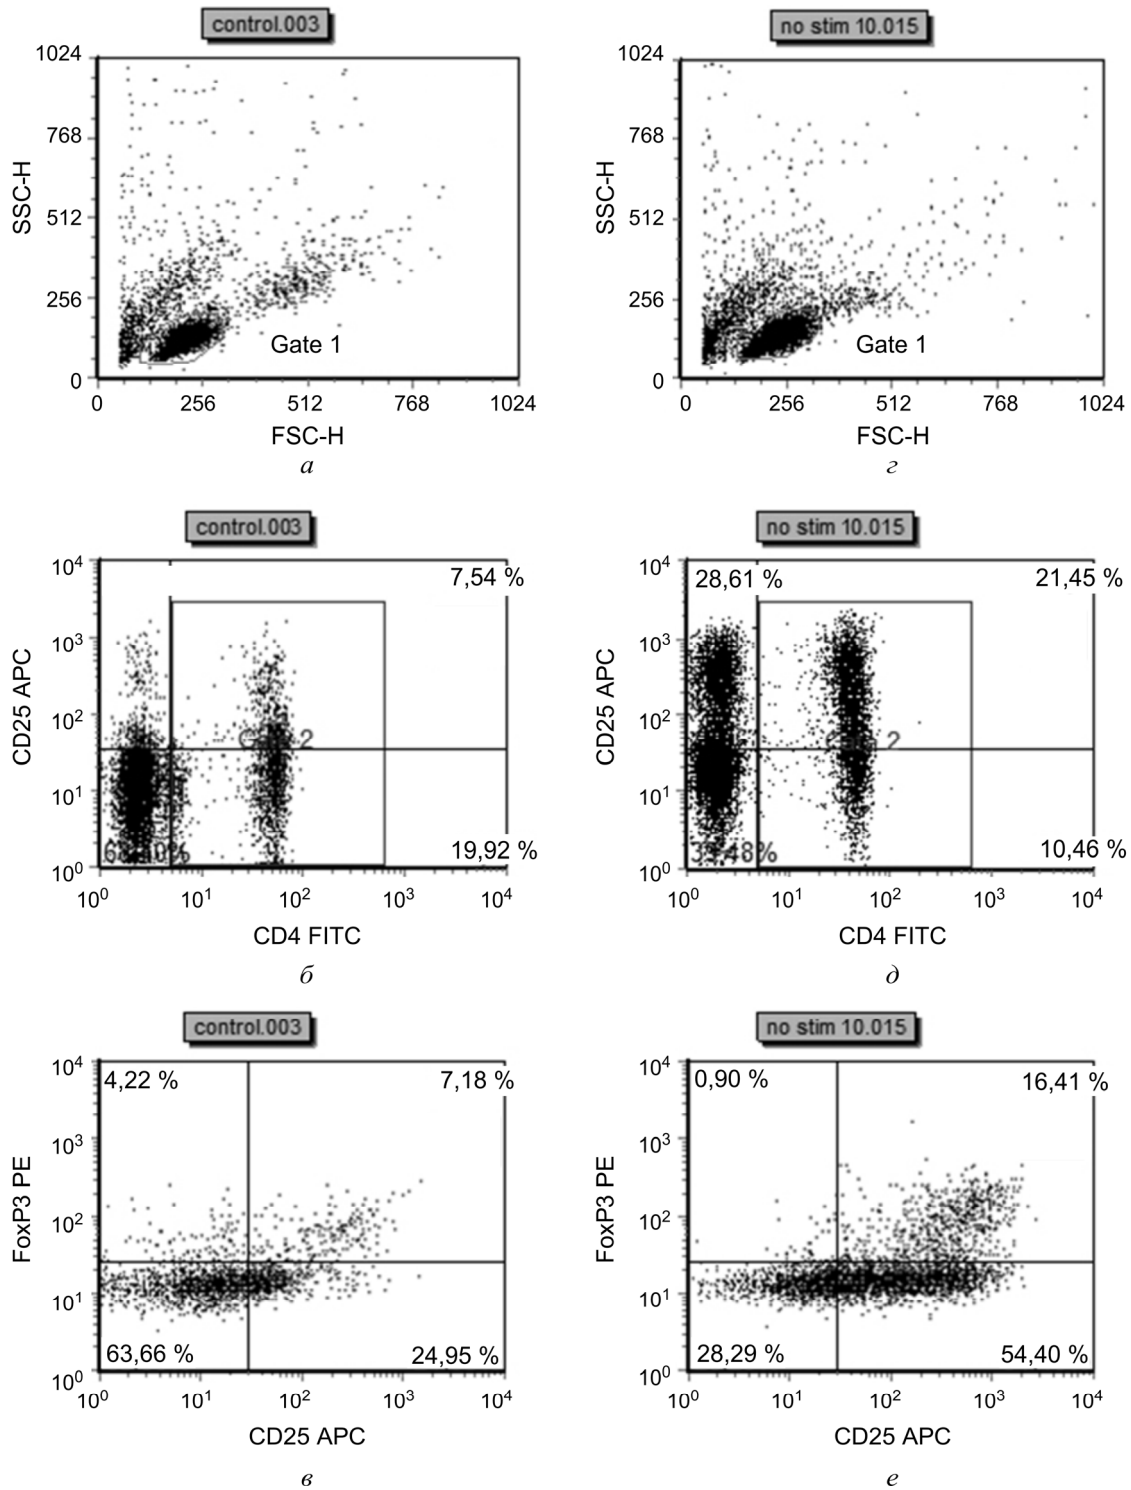 control.003
no stim 10.015
1024
768
512
256
0
SSC-H
Gate 1
0 256 512 768 1024
FSC-H
а
1024
768
512
256
0
SSC-H
Gate 1
0 256 512 768 1024
FSC-H
г
control.003
no stim 10.015
10⁴
10³
10²
10¹
10⁰
CD25 APC
7,54 %
2
19,92 %
10⁰ 10¹ 10² 10³ 10⁴
CD4 FITC
б
10⁴
10³
10²
10¹
10⁰
CD25 APC
28,61 %
21,45 %
2
10,46 %
10⁰ 10¹ 10² 10³ 10⁴
CD4 FITC
д
control.003
no stim 10.015
10⁴
10³
10²
10¹
10⁰
FoxP3 PE
4,22 %
7,18 %
63,66 %
24,95 %
10⁰ 10¹ 10² 10³ 10⁴
CD25 APC
в
10⁴
10³
10²
10¹
10⁰
FoxP3 PE
0,90 %
16,41 %
28,29 %
54,40 %
10⁰ 10¹ 10² 10³ 10⁴
CD25 APC
е